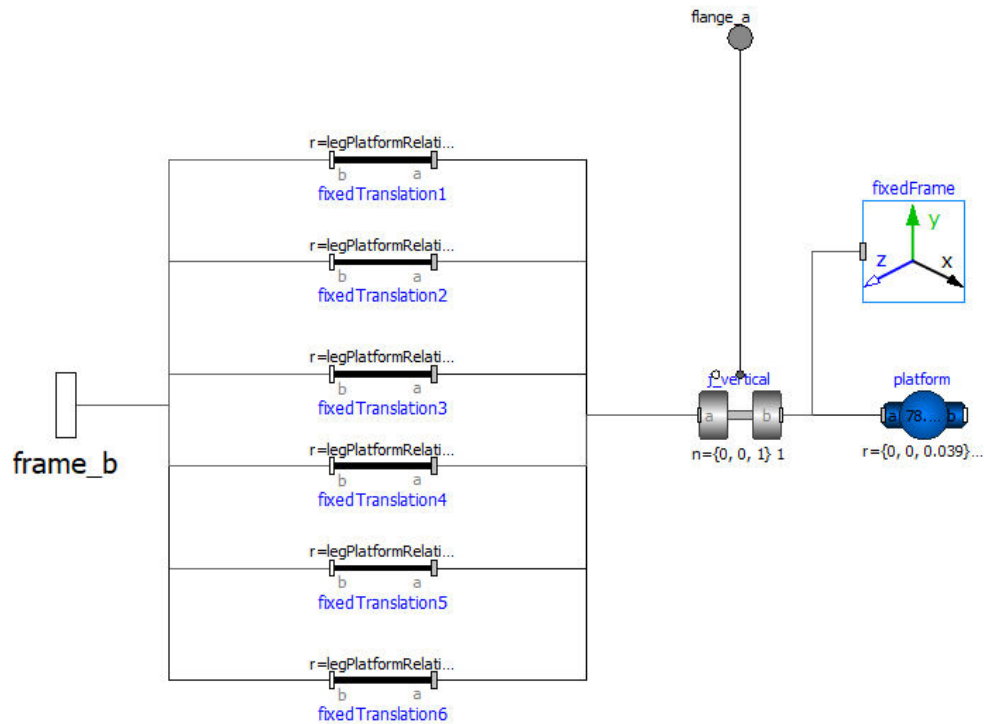 flange_a
r=legPlatformRelati...
b a
fixedTranslation1
fixedFrame
y
z x
r=legPlatformRelati...
b a
fixedTranslation2
r=legPlatformRelati...
b a
fixedTranslation3
j_vertical
a b
n={0, 0, 1} 1
platform
a 78.... b
r={0, 0, 0.039}...
frame_b
r=legPlatformRelati...
b a
fixedTranslation4
r=legPlatformRelati...
b a
fixedTranslation5
r=legPlatformRelati...
b a
fixedTranslation6